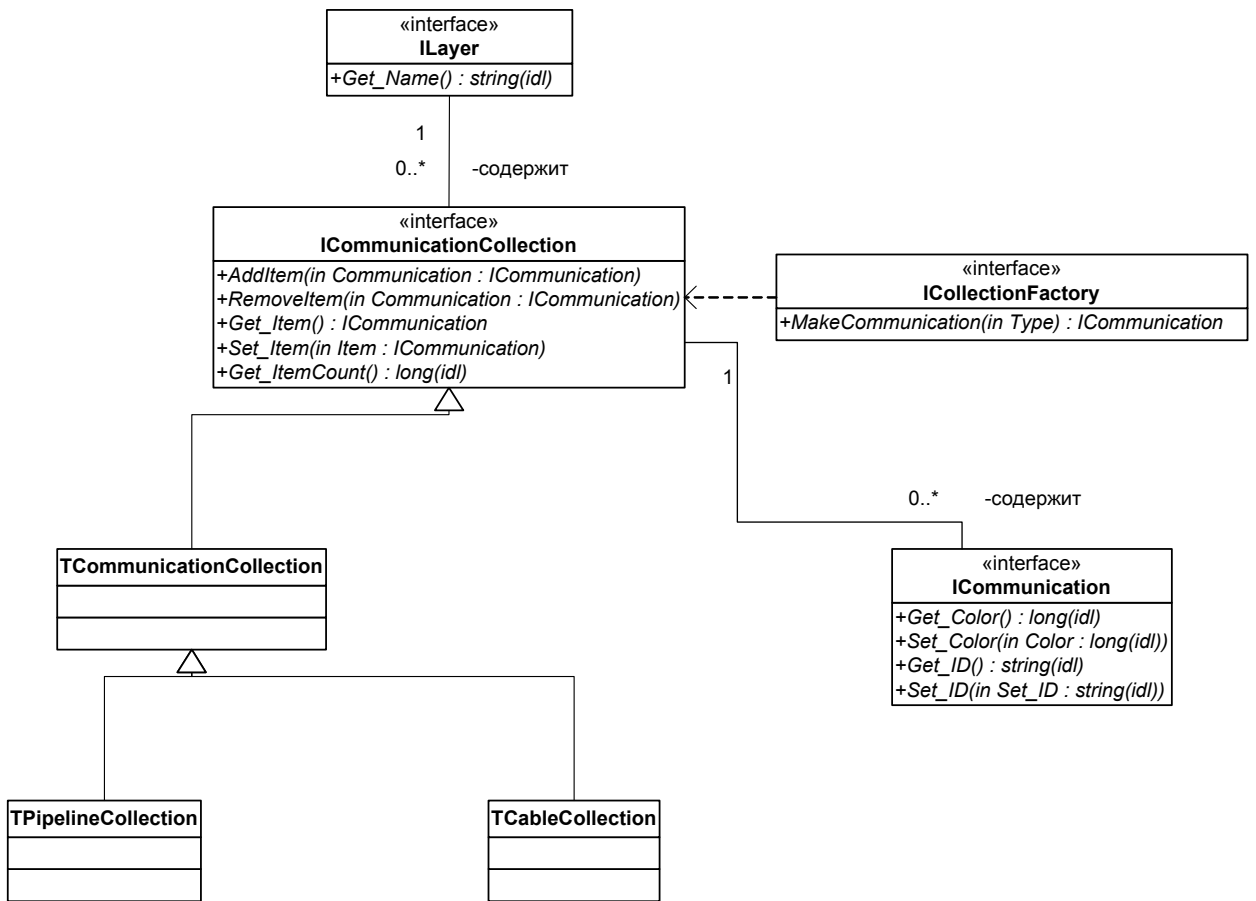 «interface»
ILayer
+Get_Name() : string(idl)
1
0..* -содержит
«interface»
ICommunicationCollection
+AddItem(in Communication : ICommunication)
+RemoveItem(in Communication : ICommunication)
+Get_Item() : ICommunication
+Set_Item(in Item : ICommunication)
+Get_ItemCount() : long(idl)
«interface»
ICollectionFactory
+MakeCommunication(in Type) : ICommunication
1
0..* -содержит
«interface»
ICommunication
+Get_Color() : long(idl)
+Set_Color(in Color : long(idl))
+Get_ID() : string(idl)
+Set_ID(in Set_ID : string(idl))
TCommunicationCollection
TPipelineCollection
TCableCollection